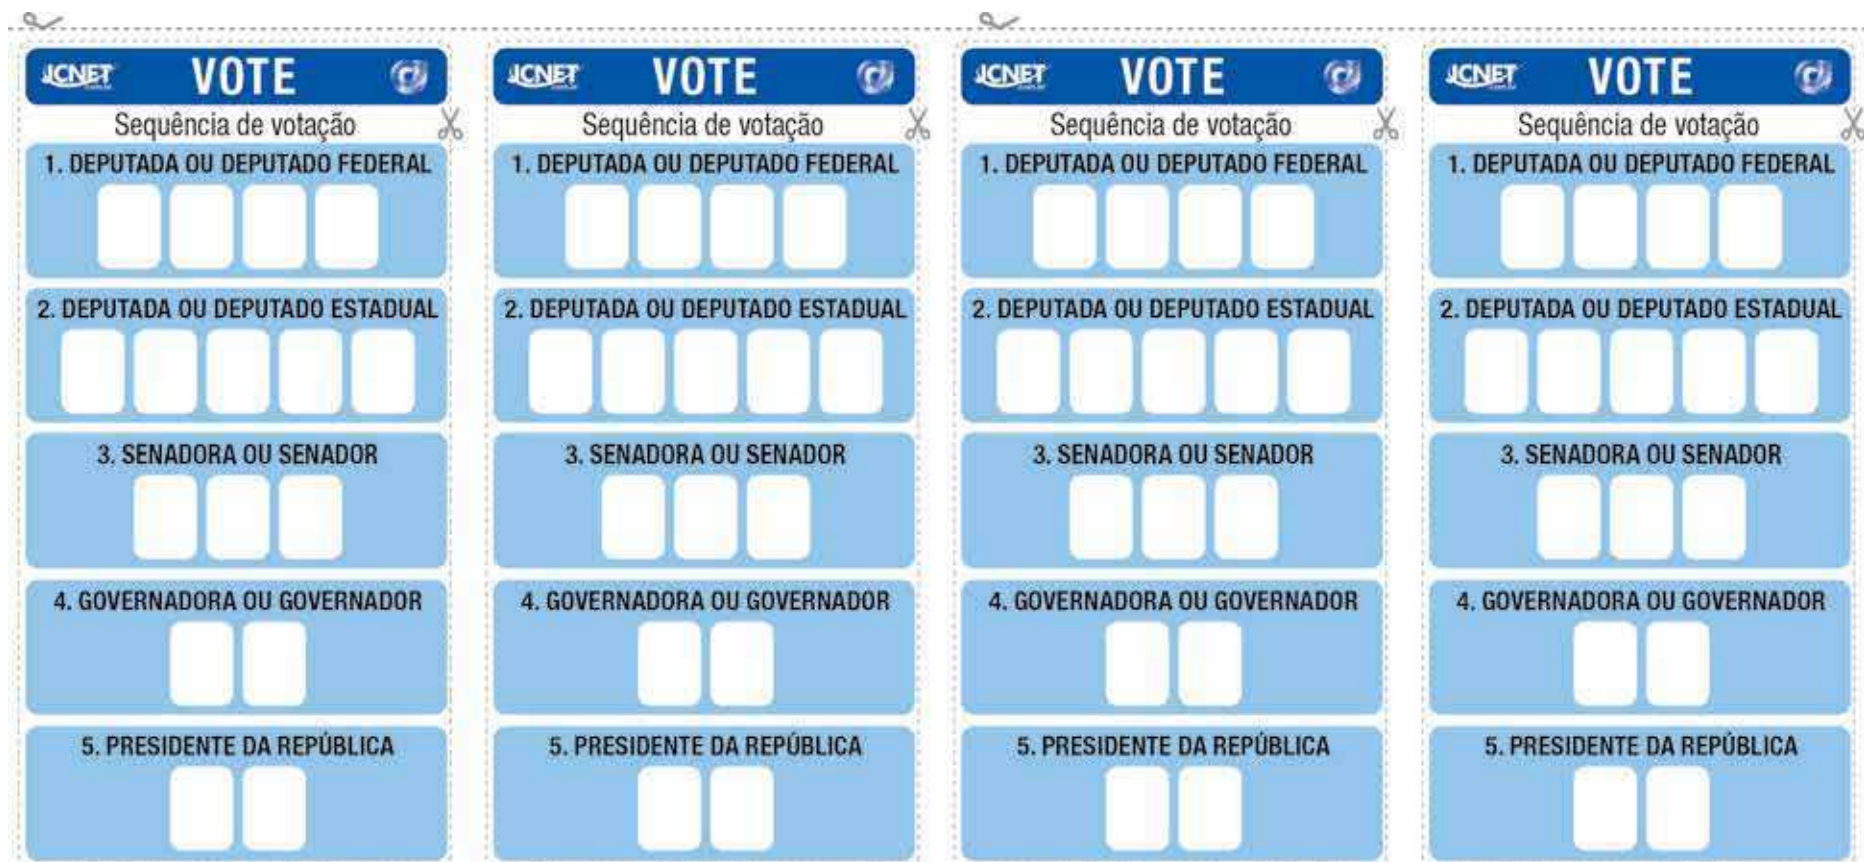 JCNET VOTE
Sequência de votação
1. DEPUTADA OU DEPUTADO FEDERAL
2. DEPUTADA OU DEPUTADO ESTADUAL
3. SENADORA OU SENADOR
4. GOVERNADORA OU GOVERNADOR
5. PRESIDENTE DA REPÚBLICA
JCNET VOTE
Sequência de votação
1. DEPUTADA OU DEPUTADO FEDERAL
2. DEPUTADA OU DEPUTADO ESTADUAL
3. SENADORA OU SENADOR
4. GOVERNADORA OU GOVERNADOR
5. PRESIDENTE DA REPÚBLICA
JCNET VOTE
Sequência de votação
1. DEPUTADA OU DEPUTADO FEDERAL
2. DEPUTADA OU DEPUTADO ESTADUAL
3. SENADORA OU SENADOR
4. GOVERNADORA OU GOVERNADOR
5. PRESIDENTE DA REPÚBLICA
JCNET VOTE
Sequência de votação
1. DEPUTADA OU DEPUTADO FEDERAL
2. DEPUTADA OU DEPUTADO ESTADUAL
3. SENADORA OU SENADOR
4. GOVERNADORA OU GOVERNADOR
5. PRESIDENTE DA REPÚBLICA